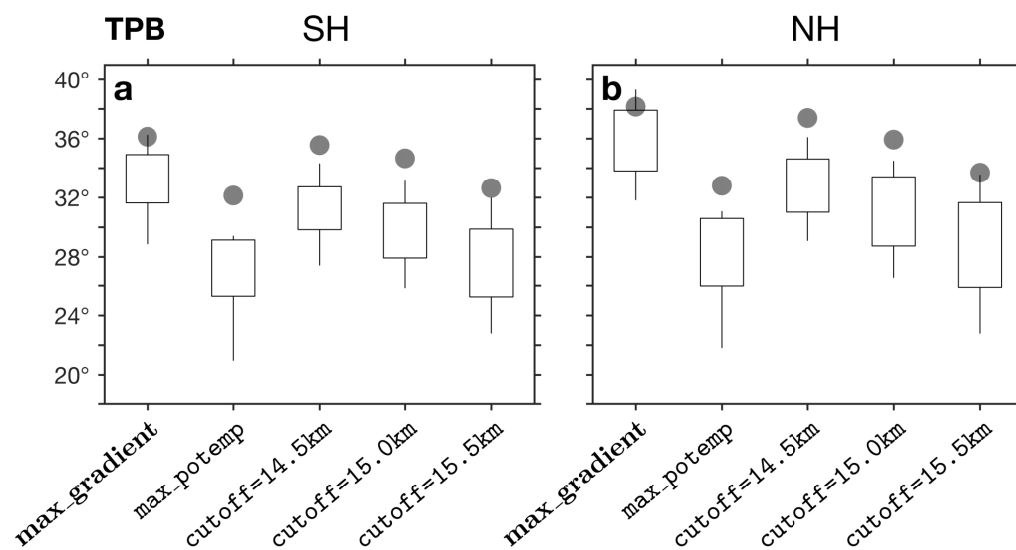 TPB SH NH
a b
40°
36°
32°
28°
24°
20°
max_gradient max_potemp cutoff=14.5km cutoff=15.0km cutoff=15.5km
max_gradient max_potemp cutoff=14.5km cutoff=15.0km cutoff=15.5km